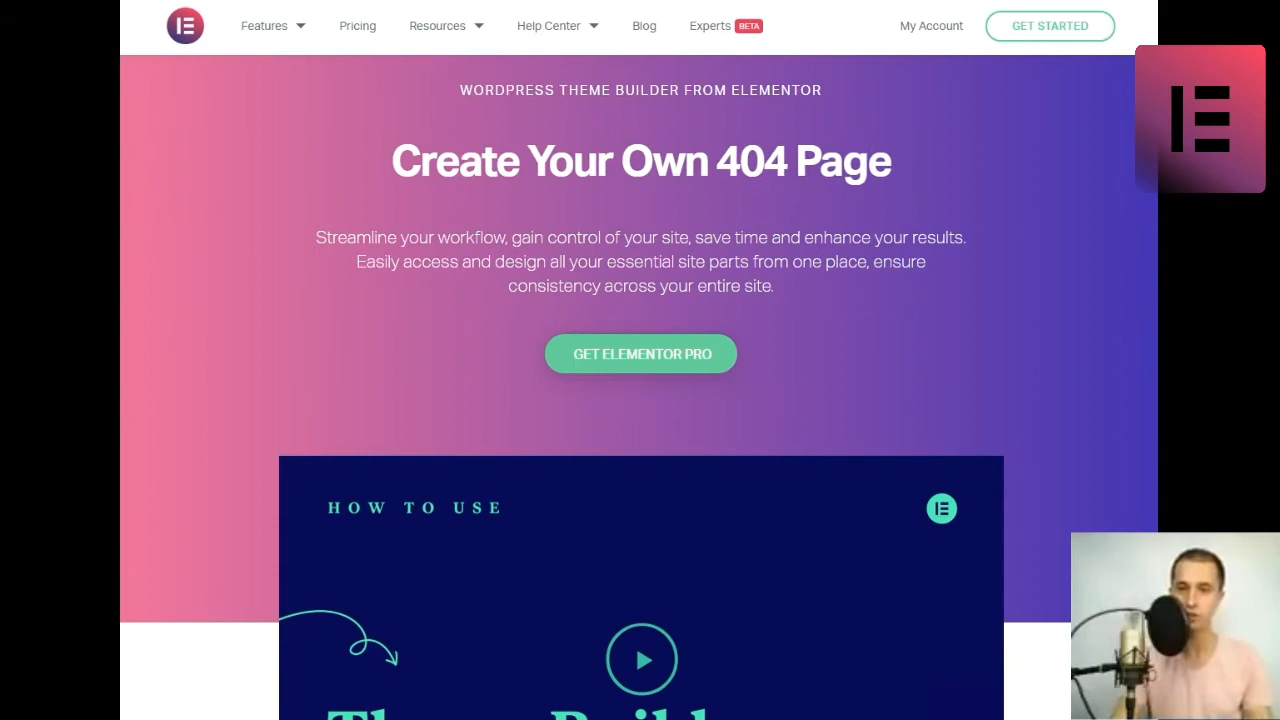 Features Pricing Resources Help Center Blog Experts BETA My Account GET STARTED
WORDPRESS THEME BUILDER FROM ELEMENTOR
Create Your Own 404 Page
Streamline your workflow, gain control of your site, save time and enhance your results.
Easily access and design all your essential site parts from one place, ensure
consistency across your entire site.
GET ELEMENTOR PRO
HOW TO USE